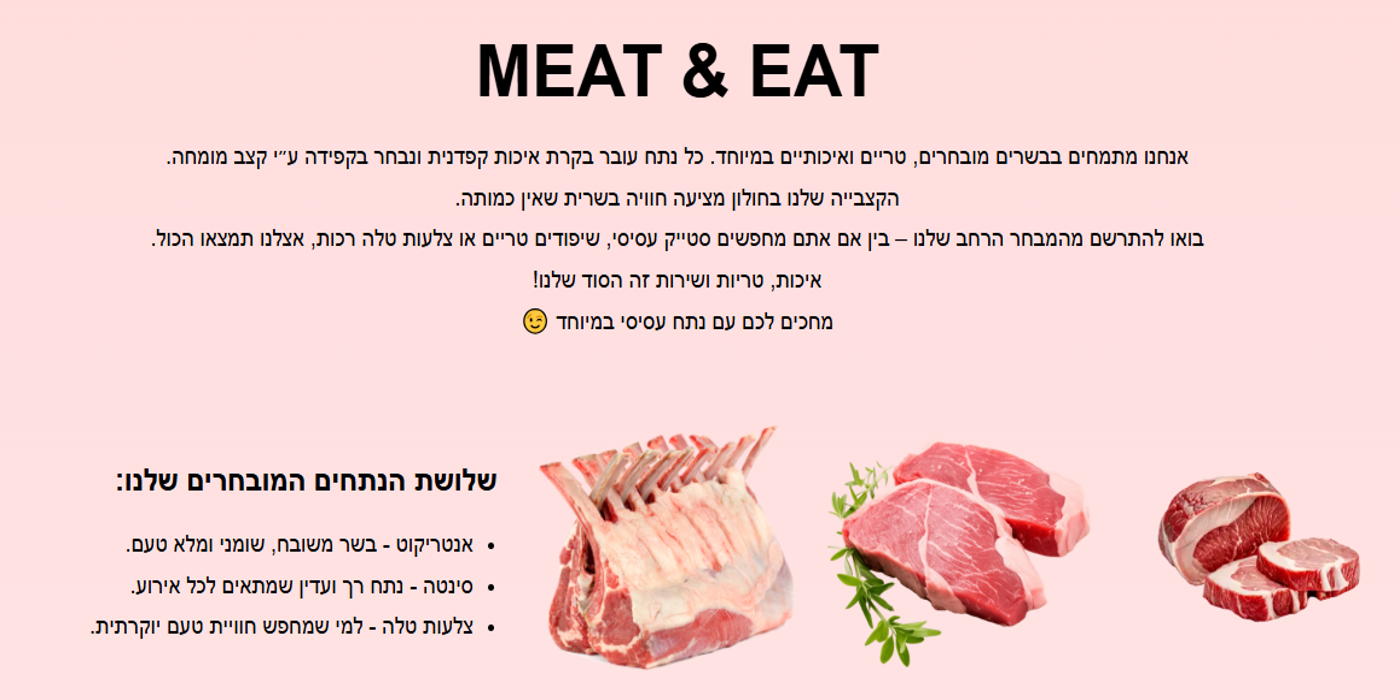 MEAT & EAT
אנחנו מתמחים בבשרים מובחרים, טריים ואיכותיים במיוחד. כל נתח עובר בקרת איכות קפדנית ונבחר בקפידה ע״י קצב מומחה.
הקצבייה שלנו בחולון מציעה חוויה בשרית שאין כמותה.
בואו להתרשם מהמבחר הרחב שלנו – בין אם אתם מחפשים סטייק עסיסי, שיפודים טריים או צלעות טלה רכות, אצלנו תמצאו הכול.
איכות, טריות ושירות זה הסוד שלנו!
מחכים לכם עם נתח עסיסי במיוחד 😉
שלושת הנתחים המובחרים שלנו:
• אנטריקוט - בשר משובח, שומני ומלא טעם.
• סינטה - נתח רך ועדין שמתאים לכל אירוע.
• צלעות טלה - למי שמחפש חוויית טעם יוקרתית.